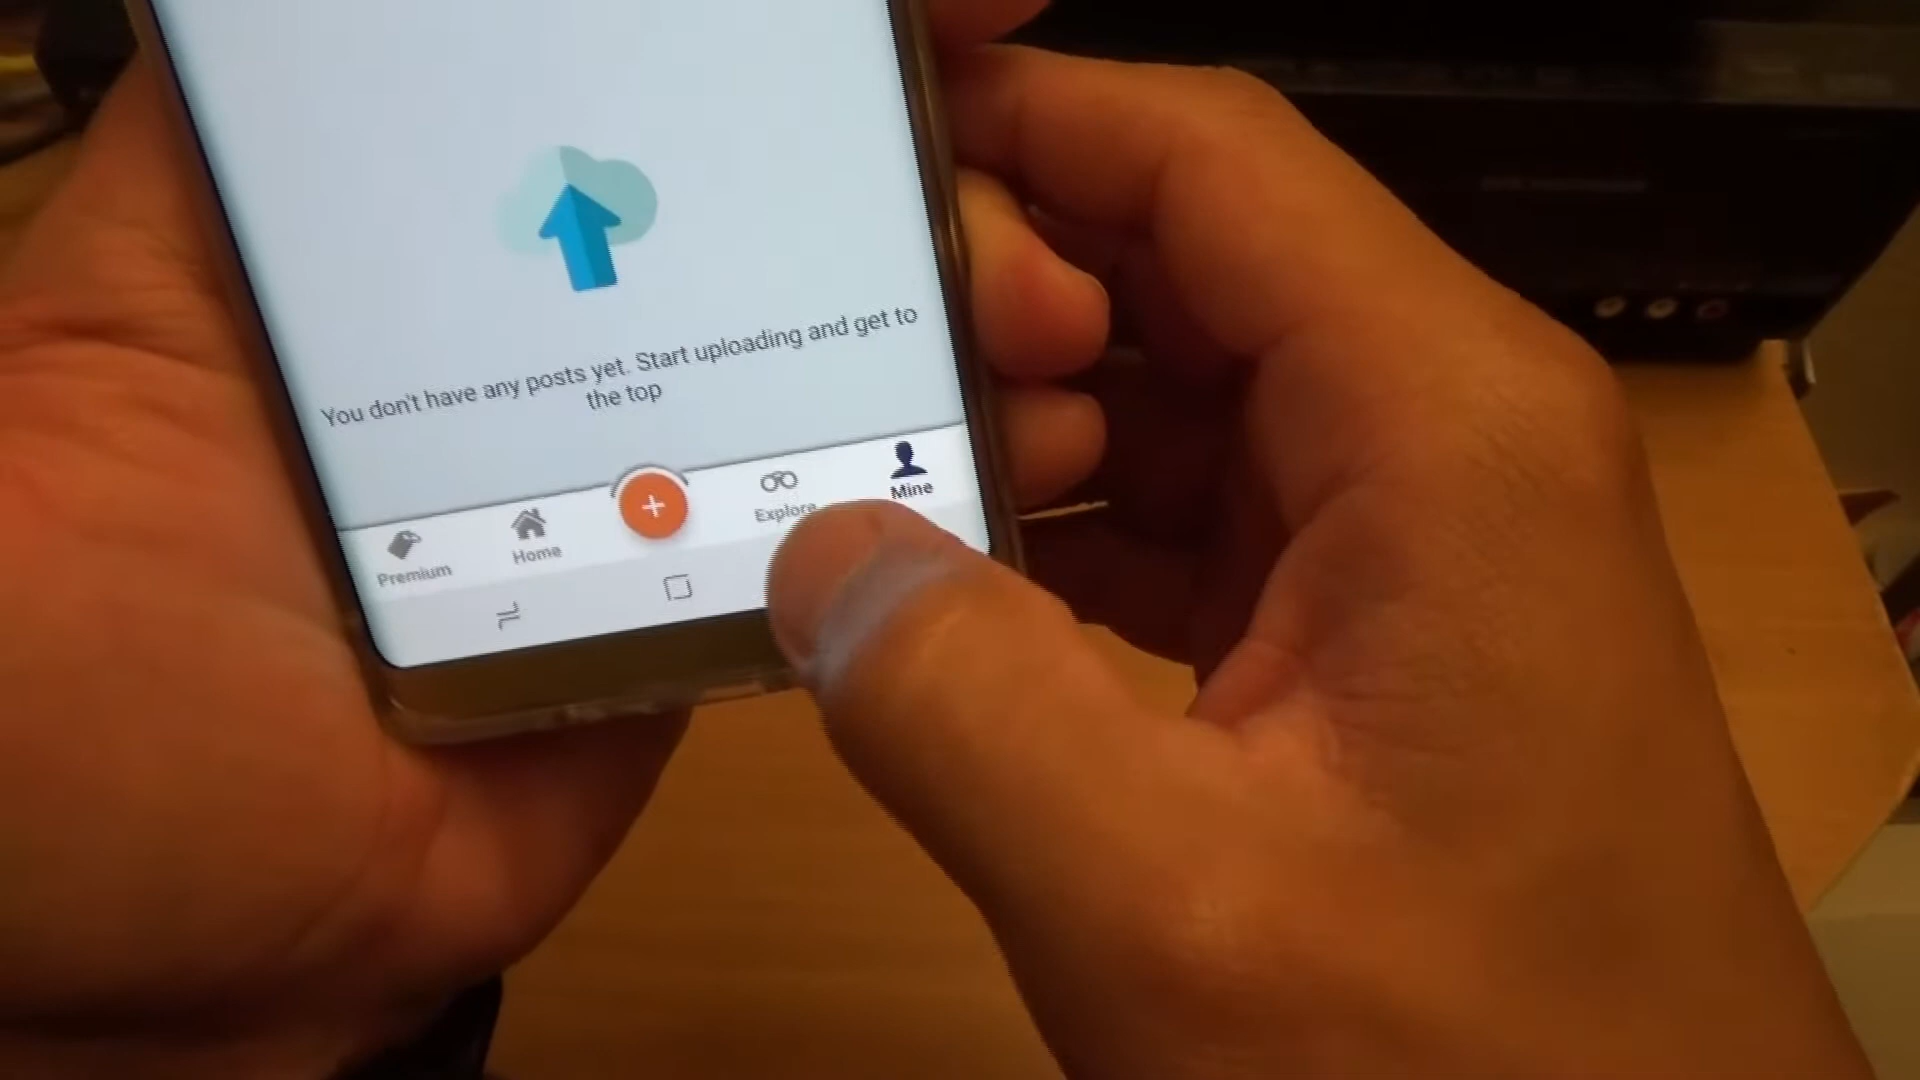 You don't have any posts yet. Start uploading and get to
the top
Premium
Home
Explore
Mine